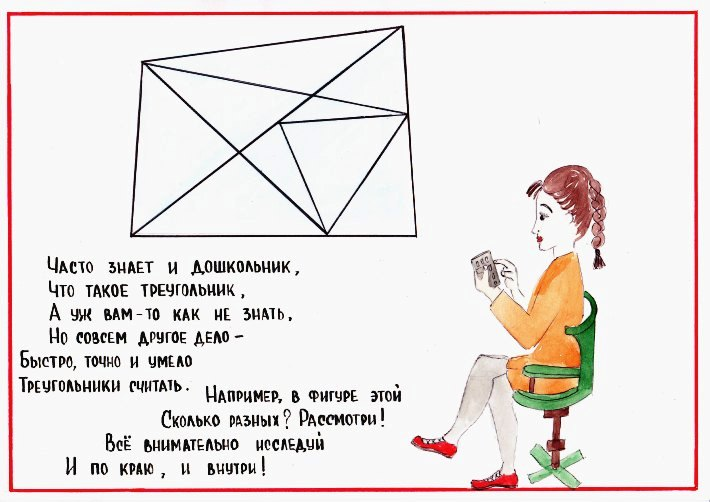 Часто знает и дошкольник,
Что такое треугольник,
А уж вам-то как не знать.
Но совсем другое дело –
Быстро, точно и умело
Треугольники считать.
Например, в фигуре этой
Сколько разных? Рассмотри!
Всё внимательно исследуй
И по краю, и внутри!